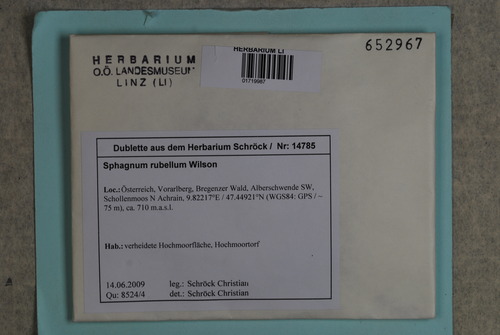 HERBARIUM
O.Ö. LANDESMUSEUM
LINZ (LI)
HERBARIUM LI
01719987
652967
Dublette aus dem Herbarium Schröck / Nr: 14785
Sphagnum rubellum Wilson
Loc.: Österreich, Vorarlberg, Bregenzer Wald, Alberschwende SW,
Schollenmoos N Achrain, 9.82217°E / 47.44921°N (WGS84: GPS / ~
75 m), ca. 710 m.a.s.l.
Hab.: verheidete Hochmoorfläche, Hochmoortorf
14.06.2009 leg.: Schröck Christian
Qu: 8524/4 det.: Schröck Christian